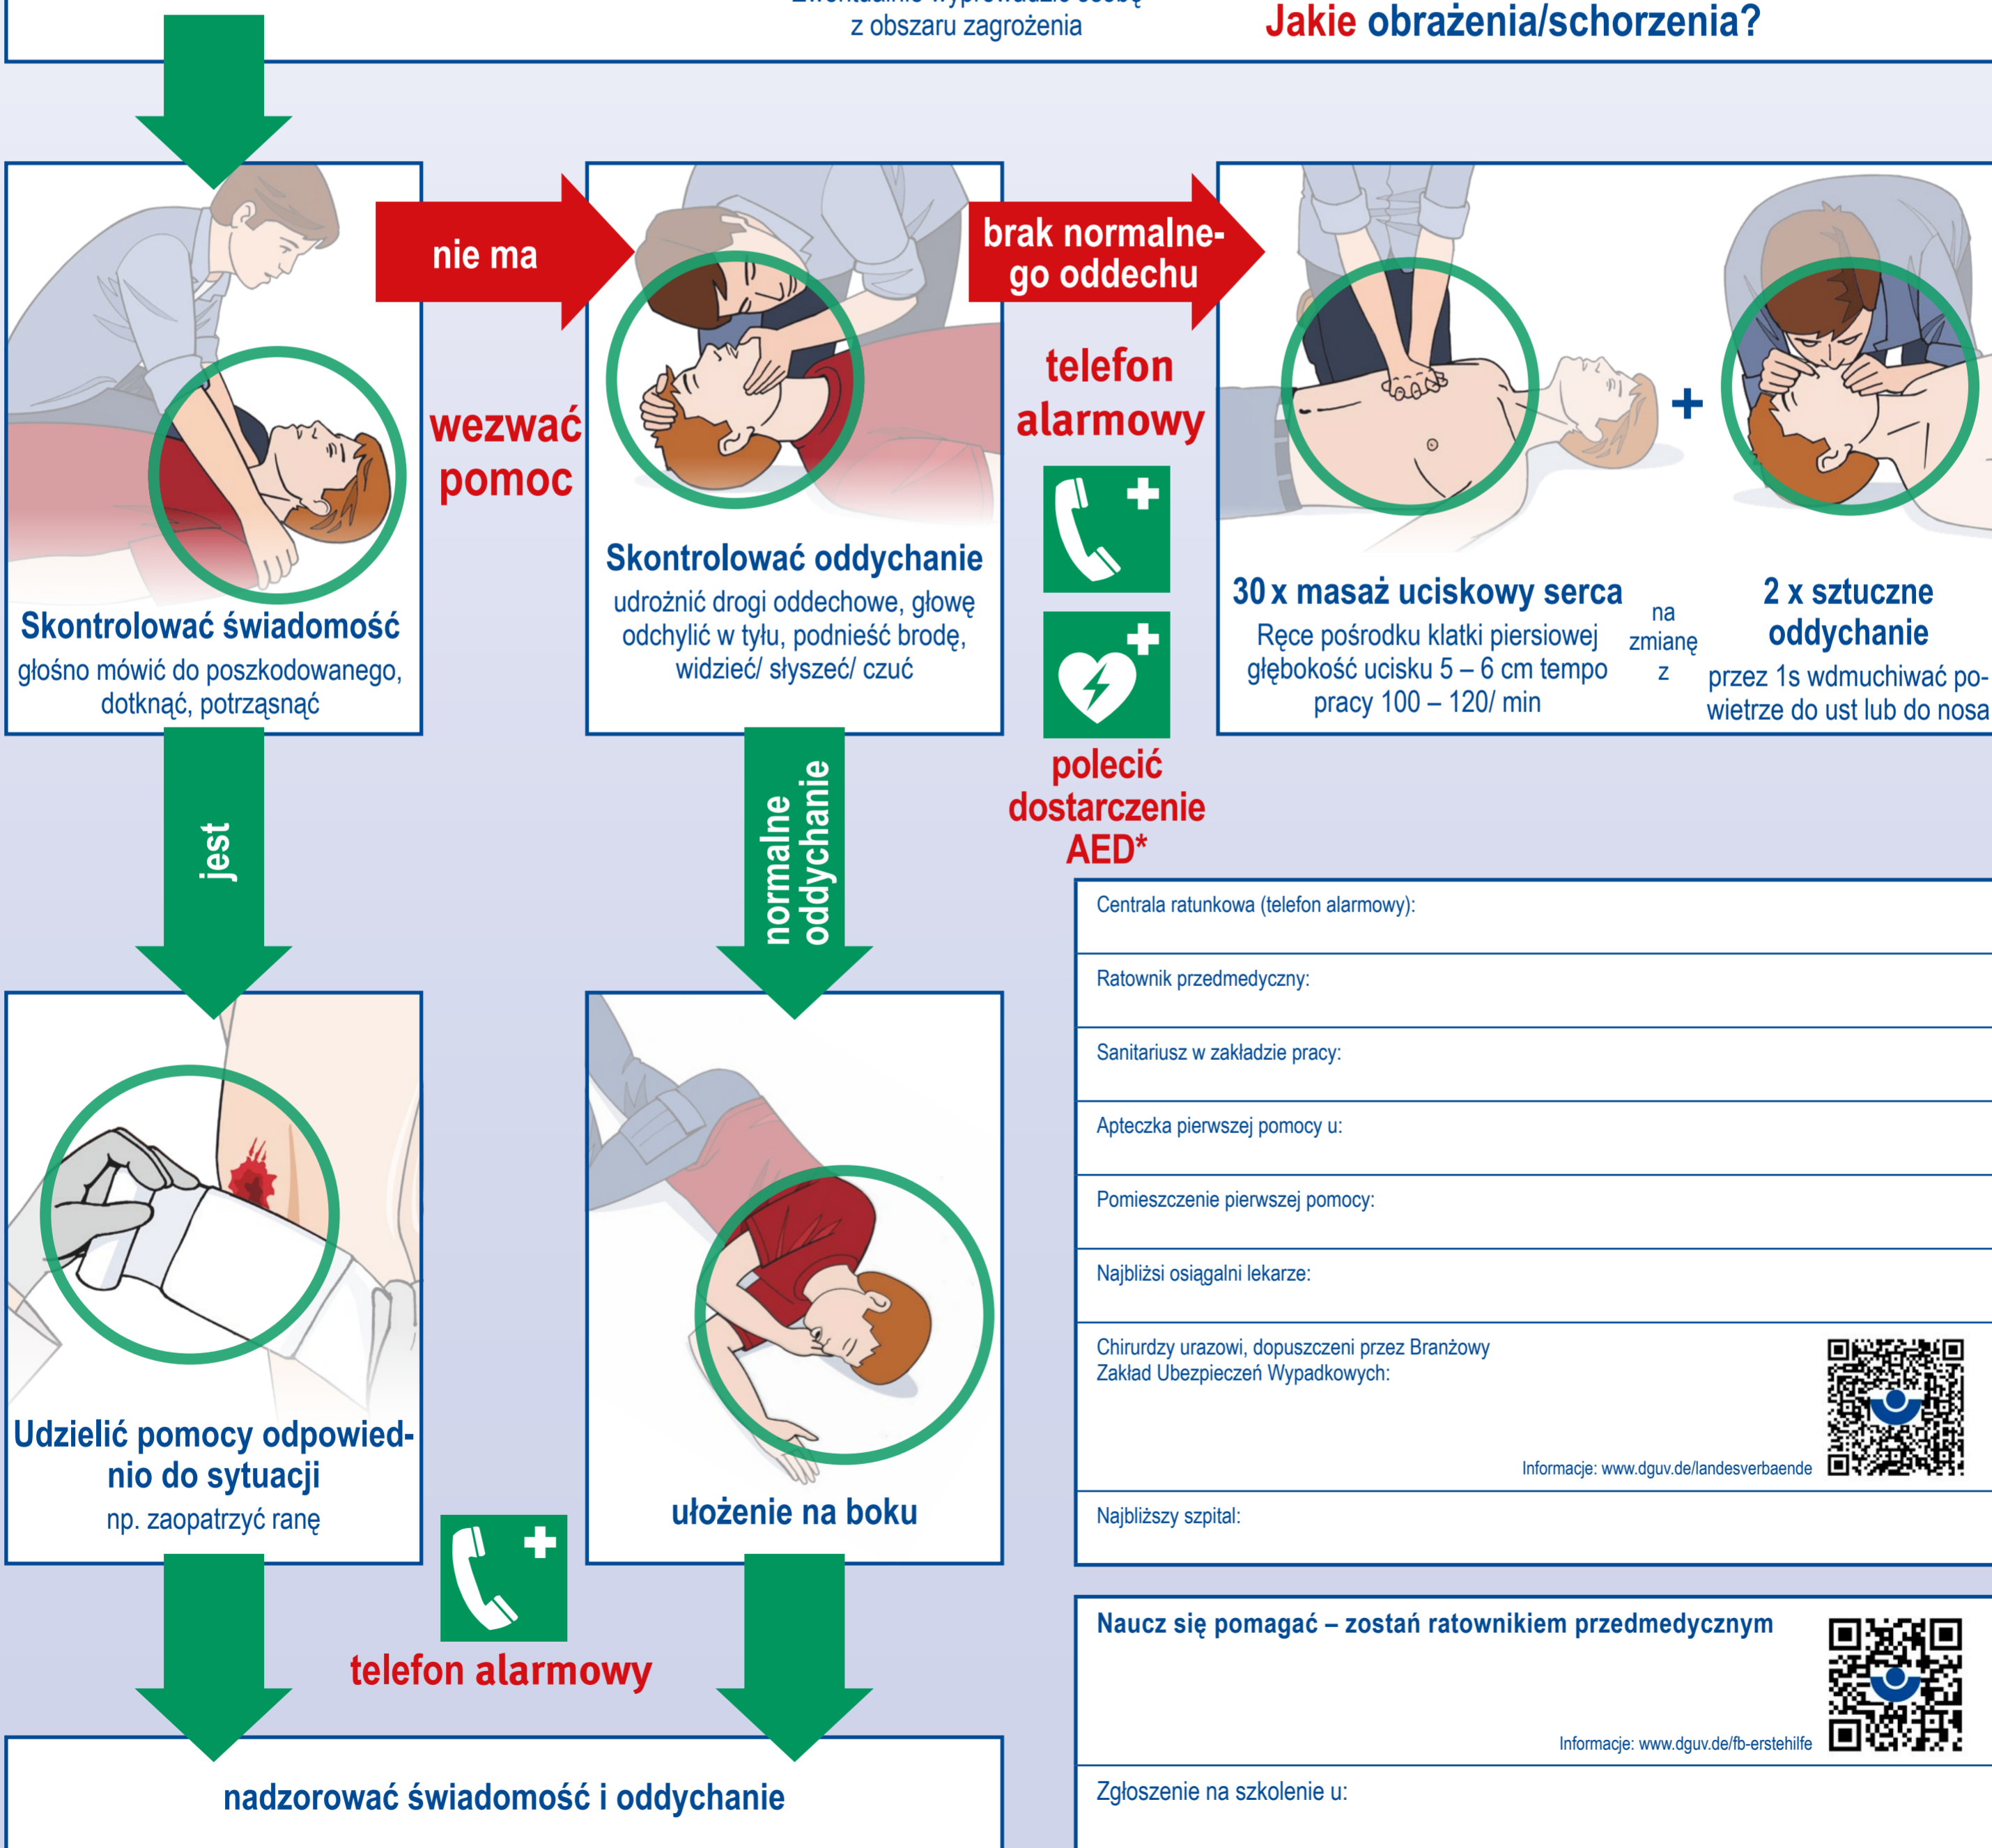 z obszaru zagrożenia
Jakie obrażenia/schorzenia?
nie ma
wezwać
pomoc
brak normalne-
go oddechu
telefon
alarmowy
polecić
dostarczenie
AED*
Skontrolować świadomość
głośno mówić do poszkodowanego,
dotknąć, potrząsnąć
Skontrolować oddychanie
udrożnić drogi oddechowe, głowę
odchylić w tyłu, podnieść brodę,
widzieć/ słyszeć/ czuć
30 x masaż uciskowy serca
Ręce pośrodku klatki piersiowej
głębokość ucisku 5 – 6 cm tempo
pracy 100 – 120/ min
na
zmianę
z
+
2 x sztuczne
oddychanie
przez 1s wdmuchiwać po-
wietrze do ust lub do nosa
jest
normalne
oddychanie
Udzielić pomocy odpowied-
nio do sytuacji
np. zaopatrzyć ranę
ułożenie na boku
telefon alarmowy
nadzorować świadomość i oddychanie
Centrala ratunkowa (telefon alarmowy):
Ratownik przedmedyczny:
Sanitariusz w zakładzie pracy:
Apteczka pierwszej pomocy u:
Pomieszczenie pierwszej pomocy:
Najbliżsi osiągalni lekarze:
Chirurdzy urazowi, dopuszczeni przez Branżowy
Zakład Ubezpieczeń Wypadkowych:
Informacje: www.dguv.de/landesverbaende
Najbliższy szpital:
Naucz się pomagać – zostań ratownikiem przedmedycznym
Informacje: www.dguv.de/fb-erstehilfe
Zgłoszenie na szkolenie u: